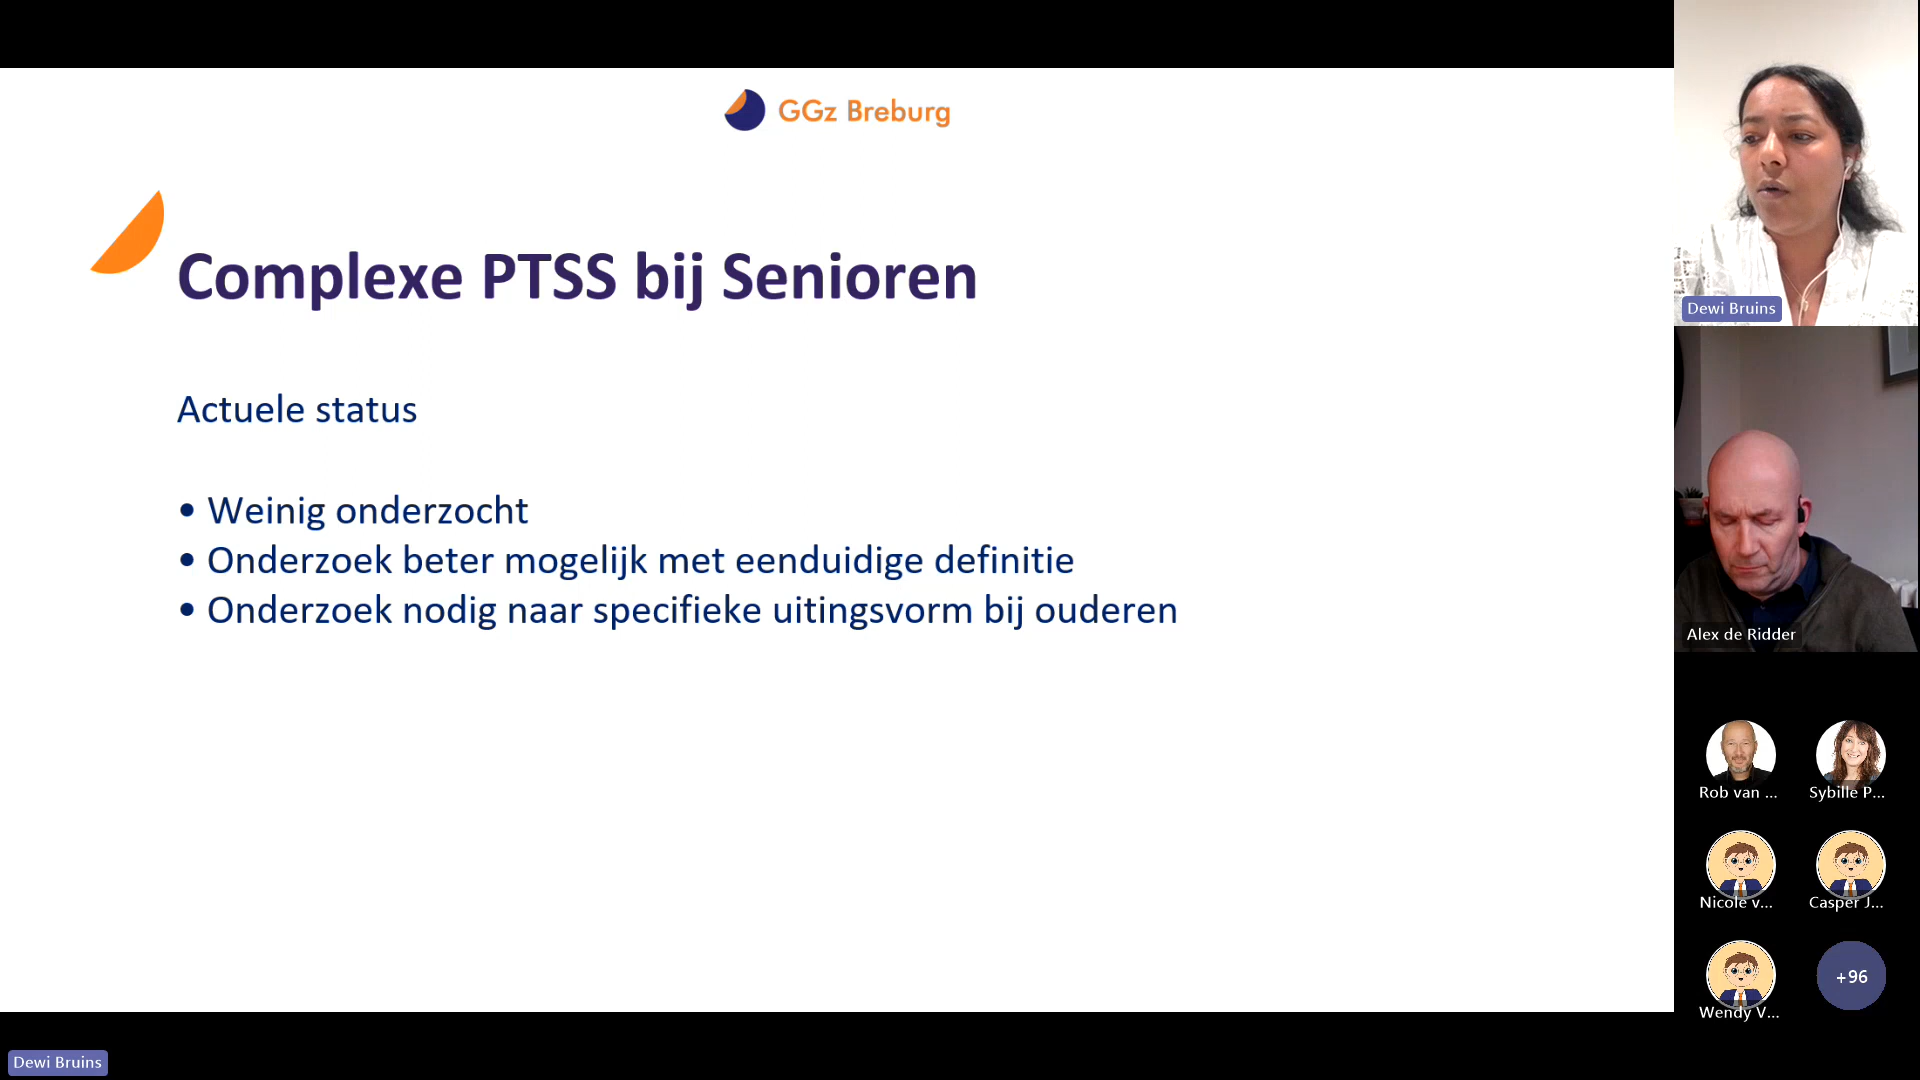 GGz Breburg
Complexe PTSS bij Senioren
Actuele status
• Weinig onderzocht
• Onderzoek beter mogelijk met eenduidige definitie
• Onderzoek nodig naar specifieke uitingsvorm bij ouderen
Dewi Bruins
Alex de Ridder
Rob van ...
Sybille P...
Nicole v...
Casper J...
Wendy V...
+96
Dewi Bruins